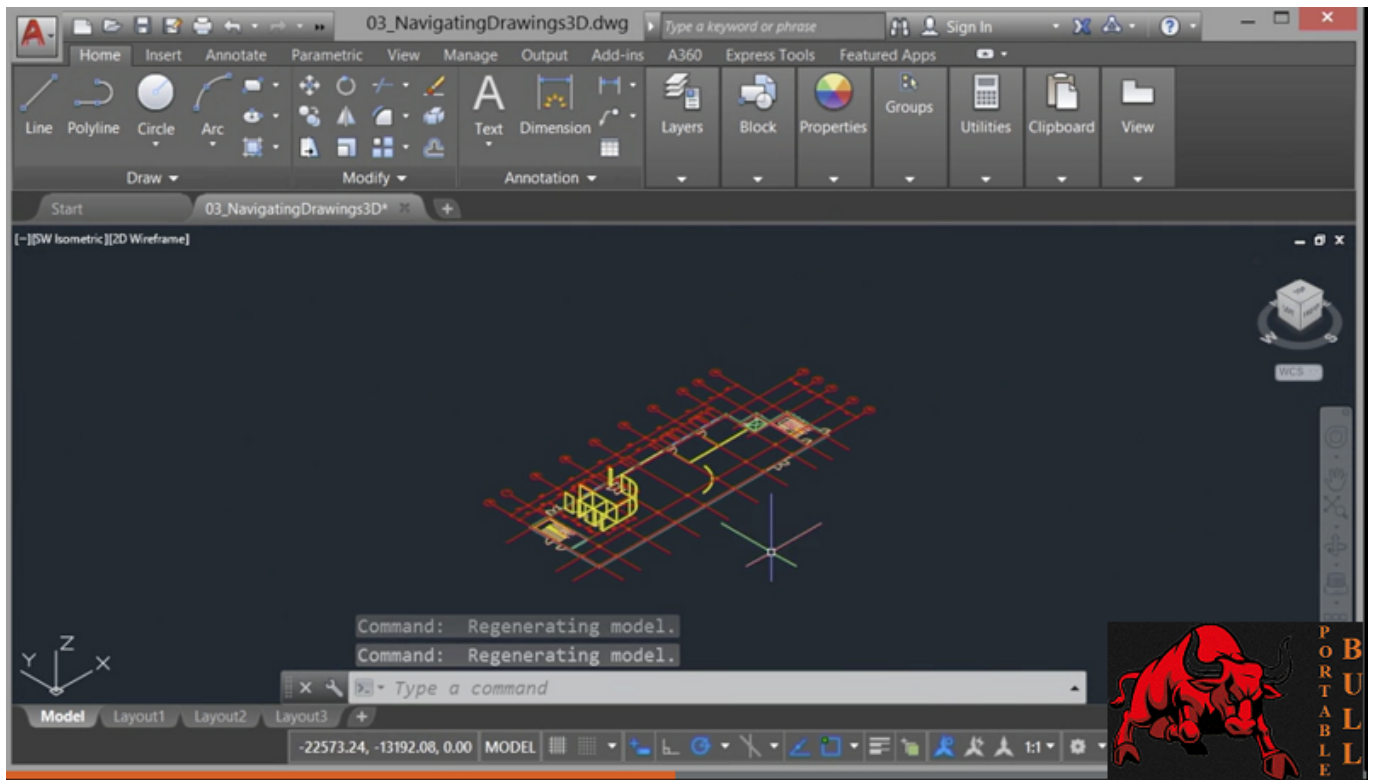 03_NavigatingDrawings3D.dwg Type a keyword or phrase Sign In
Home Insert Annotate Parametric View Manage Output Add-ins A360 Express Tools Featured Apps
Line Polyline Circle Arc Text Dimension Layers Block Properties Groups Utilities Clipboard View
Draw Modify Annotation
Start 03_NavigatingDrawings3D* +
[−][SW Isometric][2D Wireframe]
TOP
W S
WCS
Command: Regenerating model.
Command: Regenerating model.
Z
Y X
Type a command
Model Layout1 Layout2 Layout3 +
-22573.24, -13192.08, 0.00 MODEL 1:1
PORTABLE
BULL